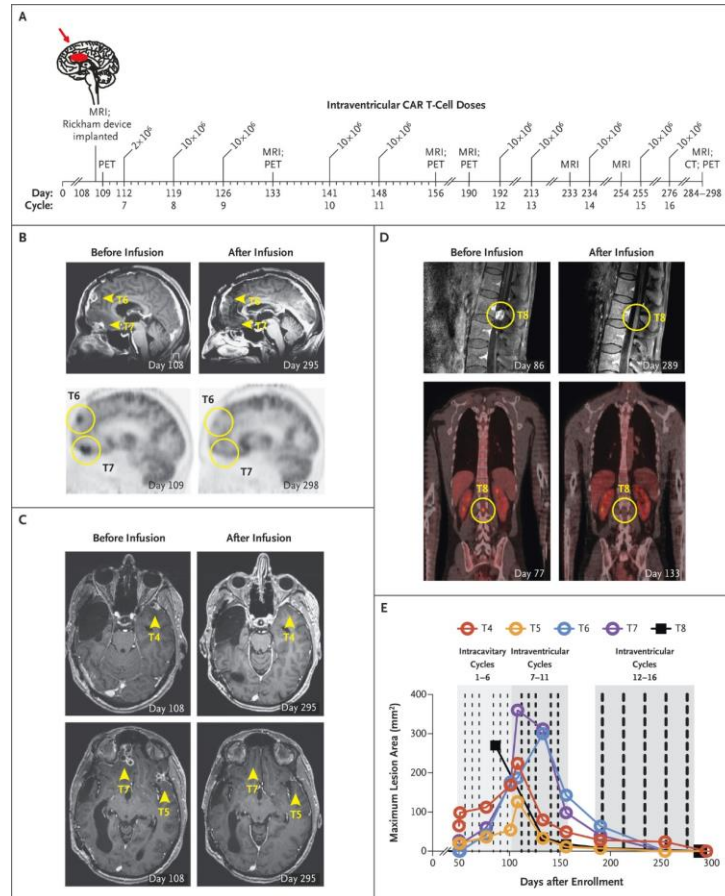 A
MRI;
Rickham device
implanted
Intraventricular CAR T-Cell Doses
PET
2×10⁶
10×10⁶
10×10⁶
MRI;
PET
10×10⁶
10×10⁶
MRI;
PET
MRI;
PET
10×10⁶
10×10⁶
MRI
10×10⁶
MRI
10×10⁶
10×10⁶
MRI;
CT; PET
Day: 0 108 109 112 119 126 133 141 148 156 190 192 213 233 234 254 255 276 284–298
Cycle: 7 8 9 10 11 12 13 14 15 16
B
Before Infusion After Infusion
T6 T6
T7 T7
Day 108 Day 295
T6 T6
T7 T7
Day 109 Day 298
C
Before Infusion After Infusion
T4 T4
Day 108 Day 295
T7 T7
T5 T5
Day 108 Day 295
D
Before Infusion After Infusion
T8 T8
Day 86 Day 289
T8 T8
Day 77 Day 133
E
T4 T5 T6 T7 T8
Intracavitary
Cycles
1–6
Intraventricular
Cycles
7–11
Intraventricular
Cycles
12–16
Maximum Lesion Area (mm²)
400
300
200
100
0
0 50 100 150 200 250 300
Days after Enrollment